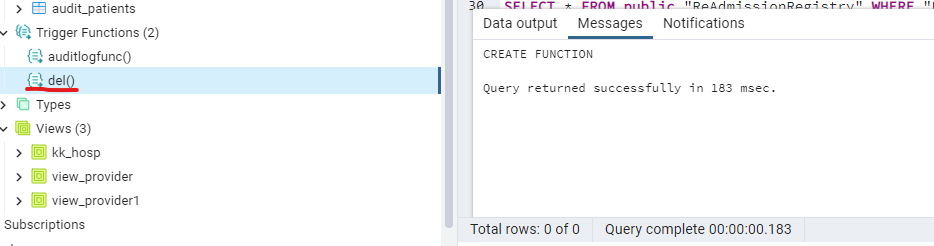 audit_patients
Trigger Functions (2)
auditlogfunc()
del()
Types
Views (3)
kk_hosp
view_provider
view_provider1
Subscriptions
30 SELECT * FROM public."ReAdmissionRegistry" WHERE
Data output Messages Notifications
CREATE FUNCTION
Query returned successfully in 183 msec.
Total rows: 0 of 0 Query complete 00:00:00.183